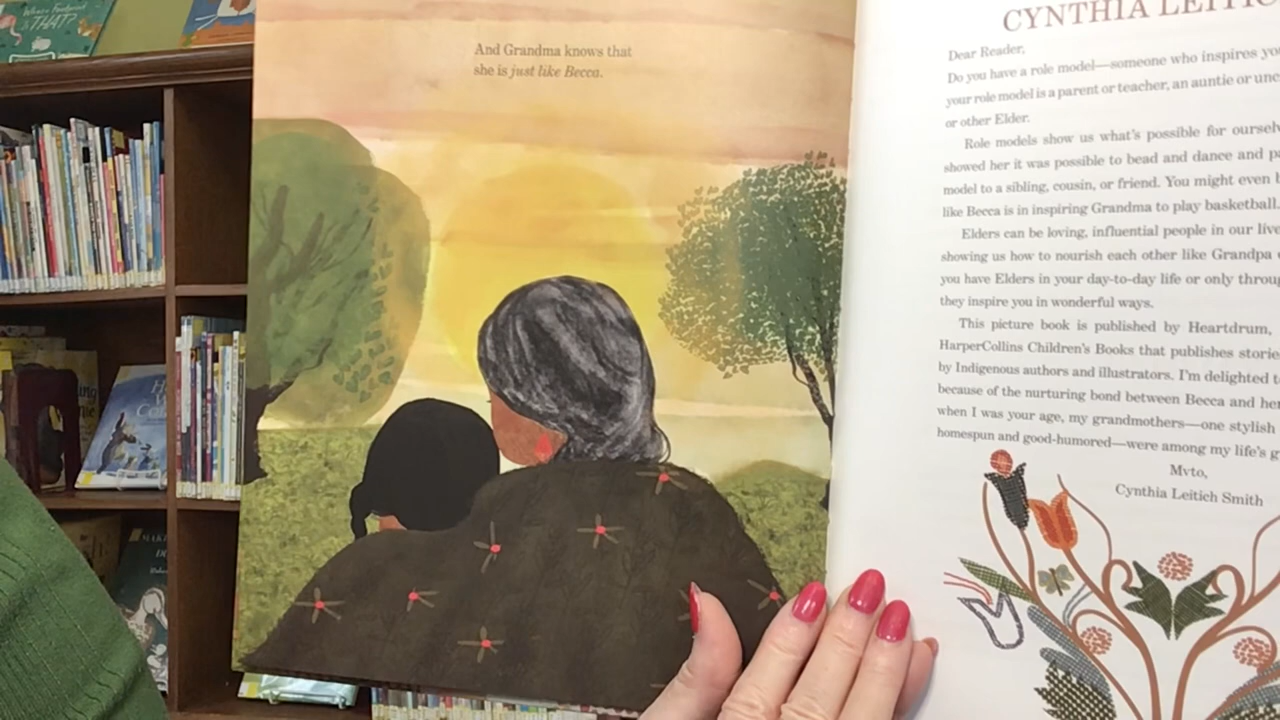 THAT?
And Grandma knows that
she is just like Becca.
CYNTHIA LEITIC
Dear Reader,
Do you have a role model—someone who inspires yo
your role model is a parent or teacher, an auntie or unc
or other Elder.
Role models show us what's possible for oursel
showed her it was possible to bead and dance and p
model to a sibling, cousin, or friend. You might even b
like Becca is in inspiring Grandma to play basketball.
Elders can be loving, influential people in our live
showing us how to nourish each other like Grandpa
you have Elders in your day-to-day life or only throu
they inspire you in wonderful ways.
This picture book is published by Heartdrum,
HarperCollins Children's Books that publishes storie
by Indigenous authors and illustrators. I'm delighted t
because of the nurturing bond between Becca and her
when I was your age, my grandmothers—one stylish
homespun and good-humored—were among my life's g
Mvto,
Cynthia Leitich Smith